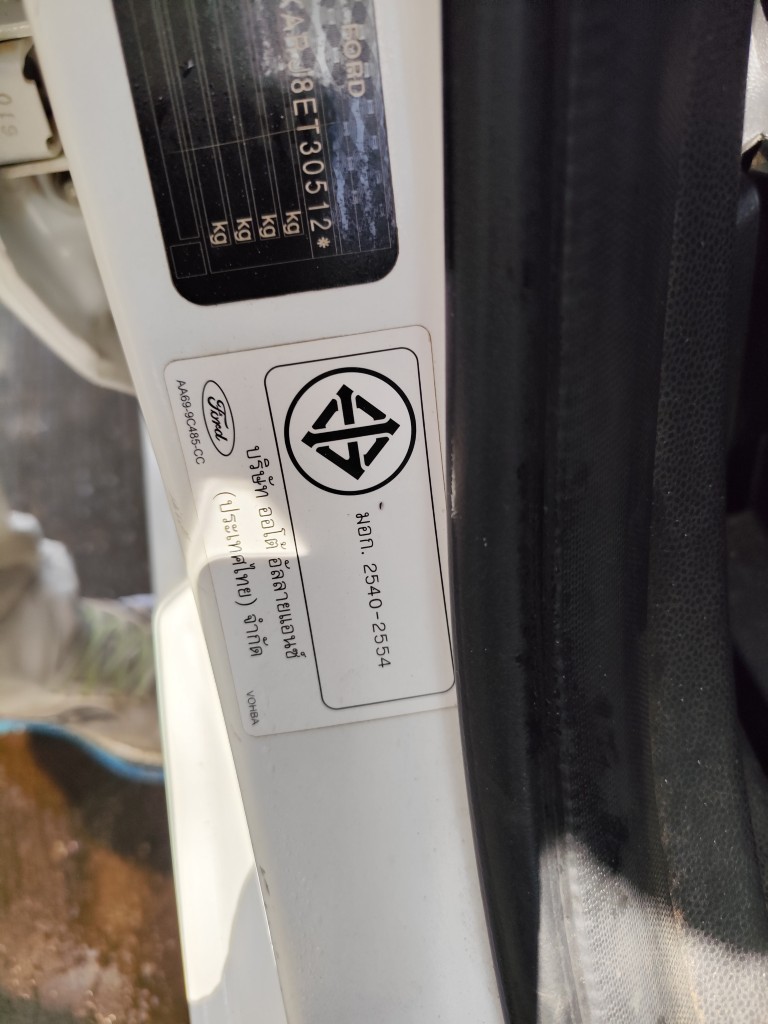 FORD
J8ET30512*
kg
kg
kg
kg
มอก. 2540-2554
บริษัท ออโต้ อัลลายแอนซ์
(ประเทศไทย) จำกัด
Ford
AA69-9C485-CC
VOHBA
019